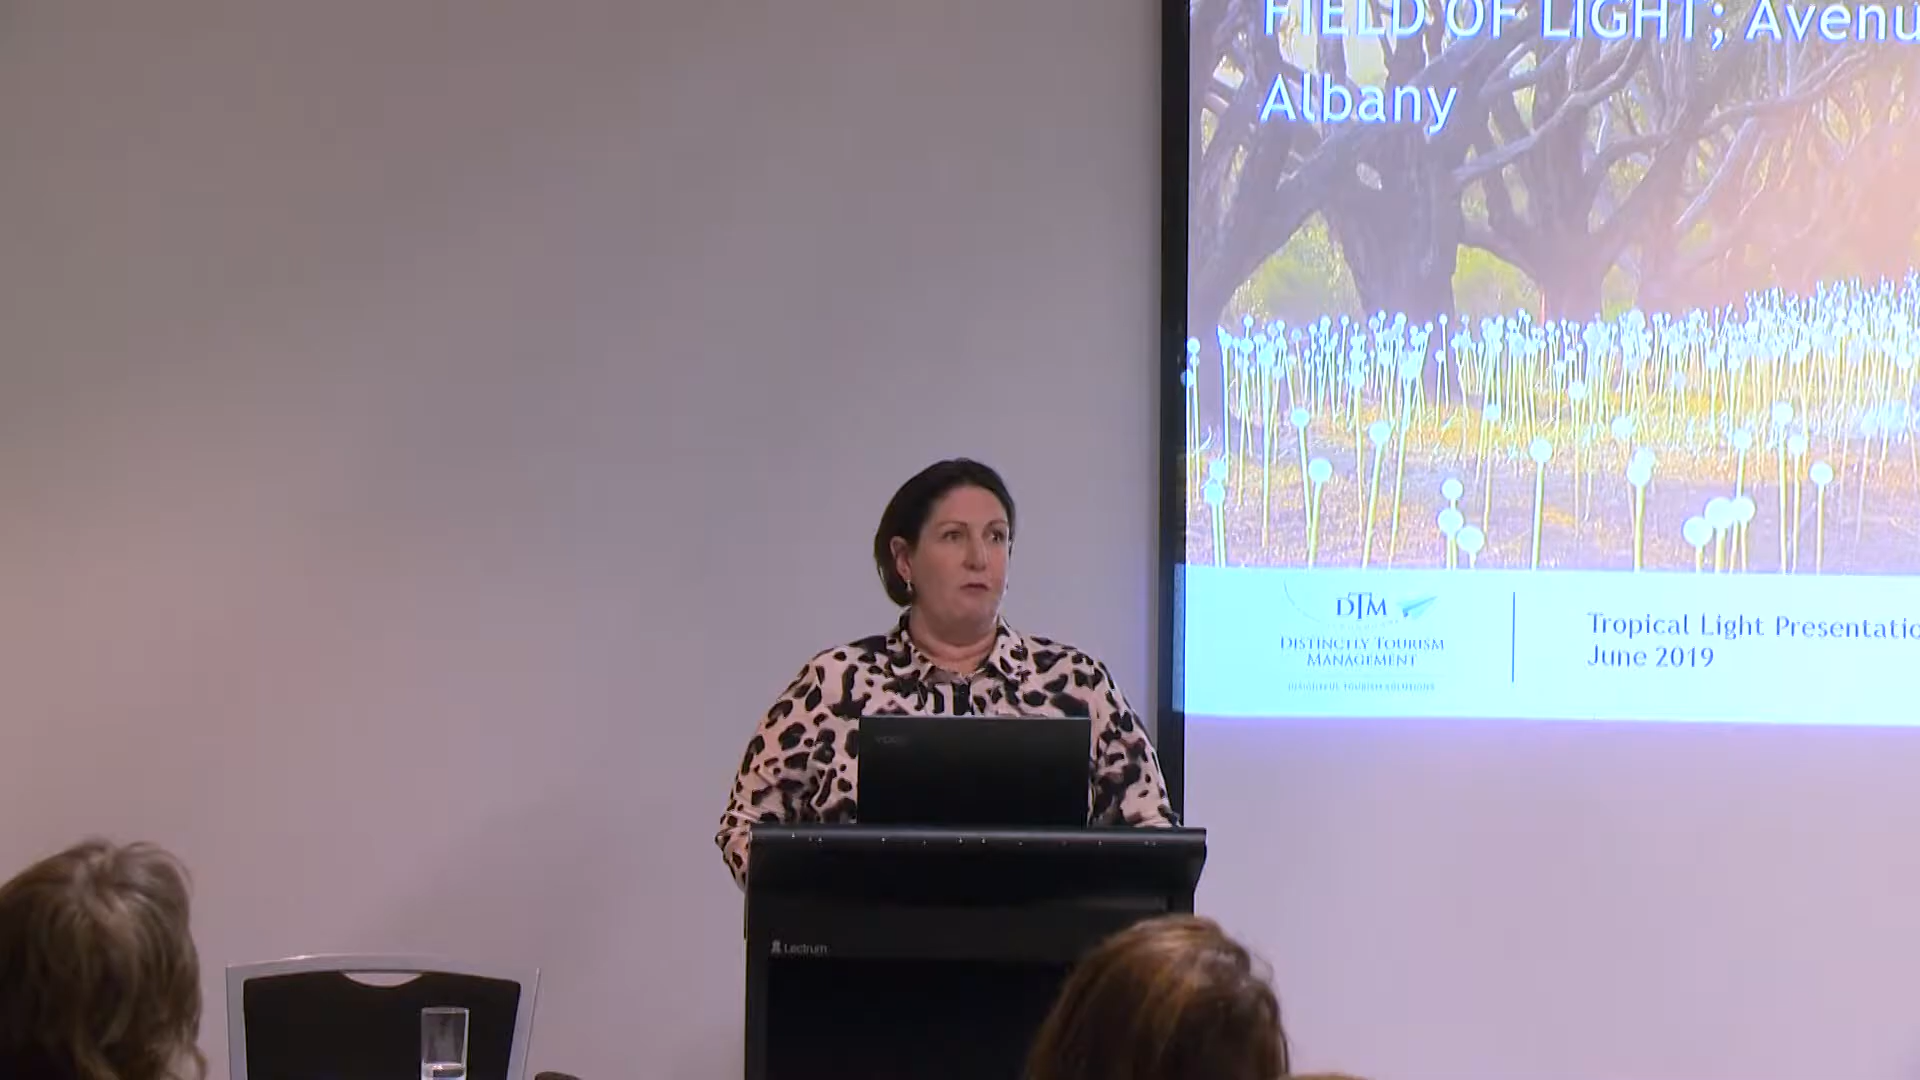 FIELD OF LIGHT; Avenu
Albany
DTM
DISTINCTLY TOURISM
MANAGEMENT
Tropical Light Presentatio
June 2019
Lectrum